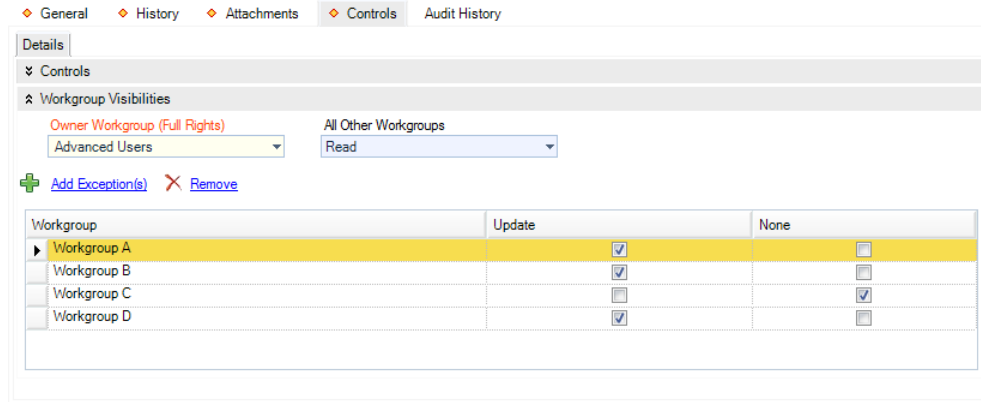 General History Attachments Controls Audit History
Details
Controls
Workgroup Visibilities
Owner Workgroup (Full Rights) All Other Workgroups
Advanced Users Read
Add Exception(s) Remove
Workgroup Update None
Workgroup A
Workgroup B
Workgroup C
Workgroup D